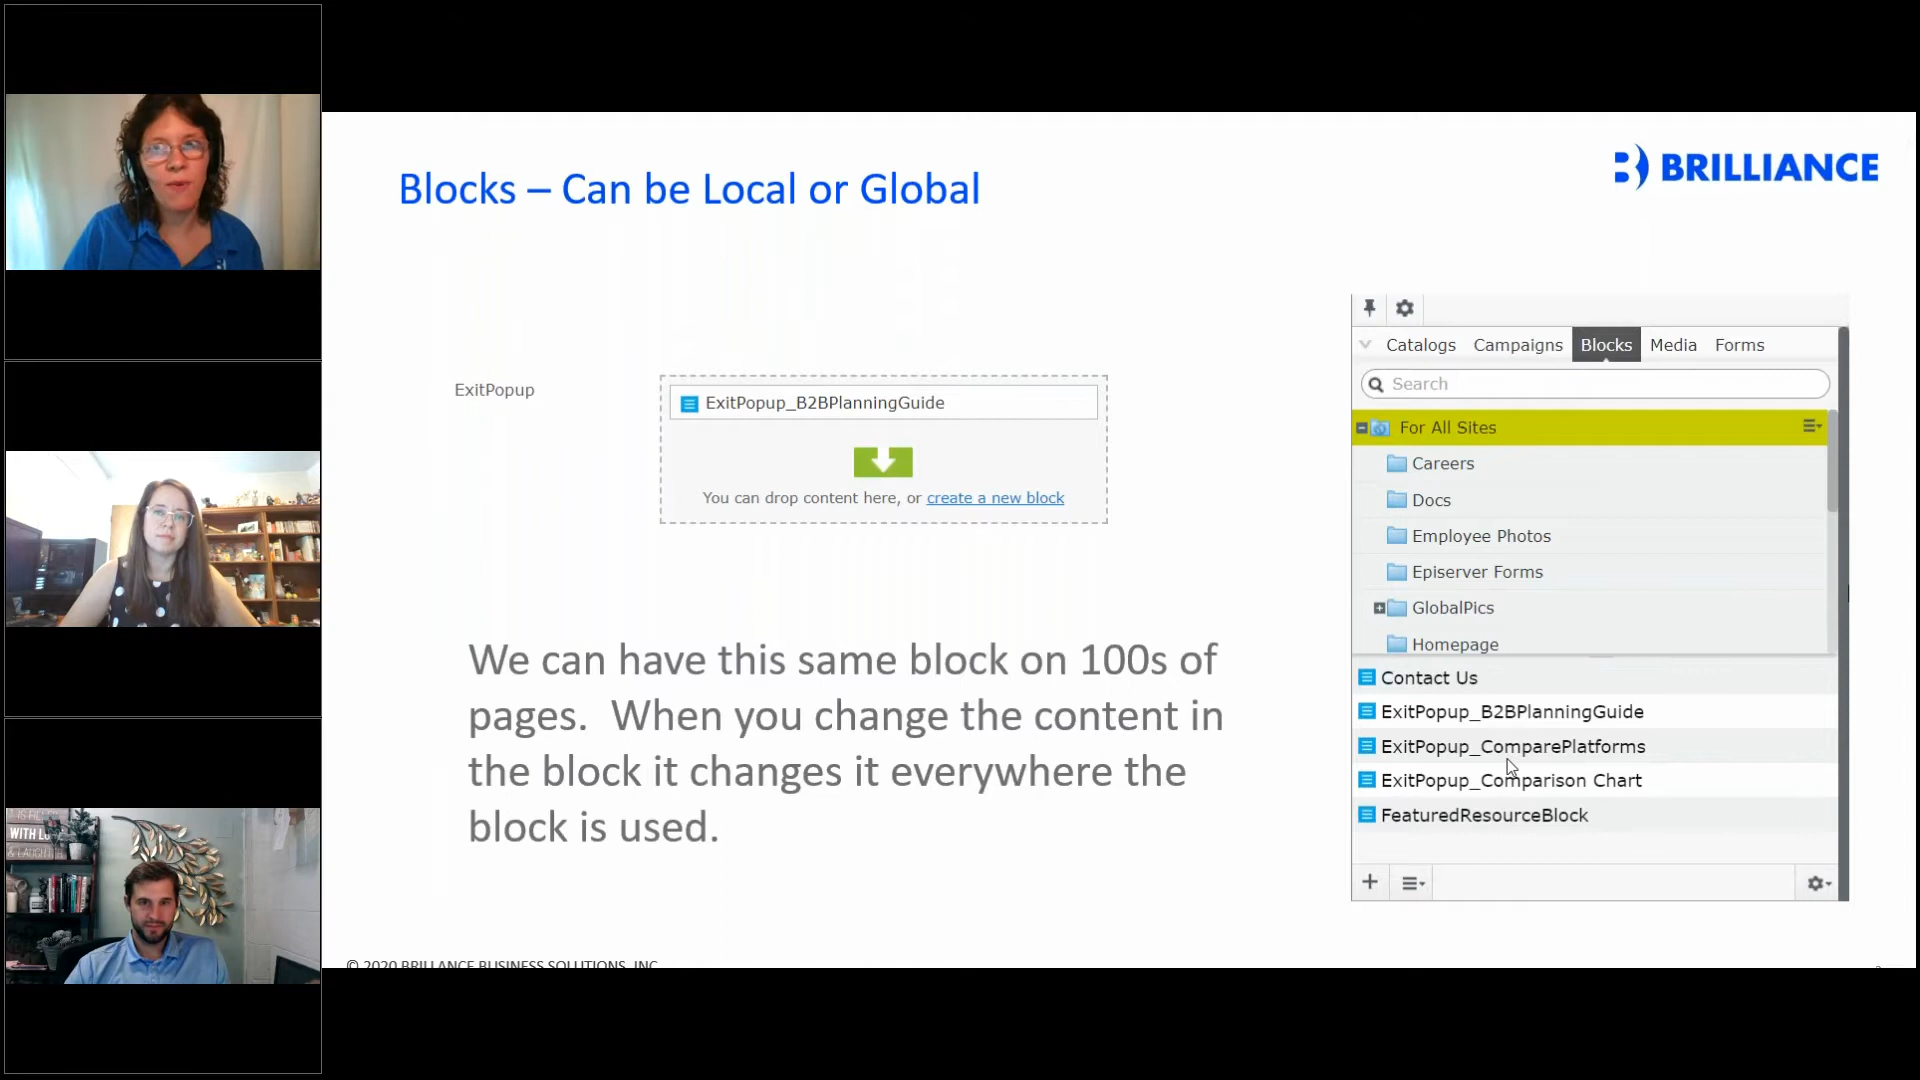 Blocks – Can be Local or Global
BRILLIANCE
ExitPopup
ExitPopup_B2BPlanningGuide
You can drop content here, or create a new block
We can have this same block on 100s of
pages. When you change the content in
the block it changes it everywhere the
block is used.
Catalogs Campaigns Blocks Media Forms
Search
For All Sites
Careers
Docs
Employee Photos
Episerver Forms
GlobalPics
Homepage
Contact Us
ExitPopup_B2BPlanningGuide
ExitPopup_ComparePlatforms
ExitPopup_Comparison Chart
FeaturedResourceBlock
© 2020 BRILLANCE BUSINESS SOLUTIONS, INC
WITH
& LAUGHTER